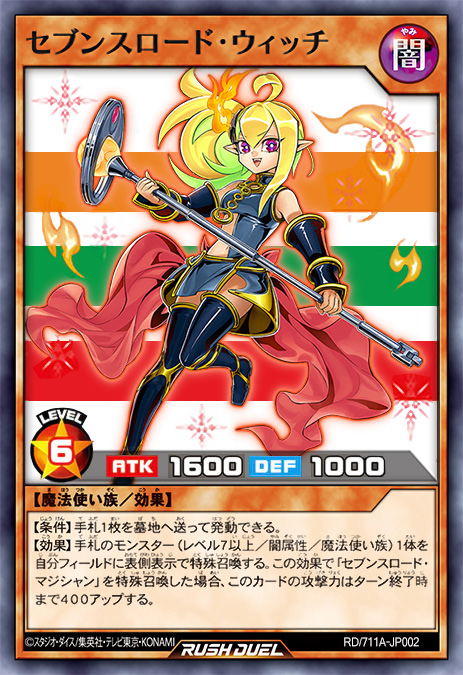 セブンスロード・ウィッチ
やみ
闇
LEVEL
6
ATK 1600 DEF 1000
【魔法使い族／効果】
【条件】手札1枚を墓地へ送って発動できる。
【効果】手札のモンスター（レベル7以上／闇属性／魔法使い族）1体を
自分フィールドに表側表示で特殊召喚する。この効果で「セブンスロード・
マジシャン」を特殊召喚した場合、このカードの攻撃力はターン終了時
まで400アップする。
©スタジオ・ダイス/集英社・テレビ東京・KONAMI
RUSH DUEL
RD/711A-JP002